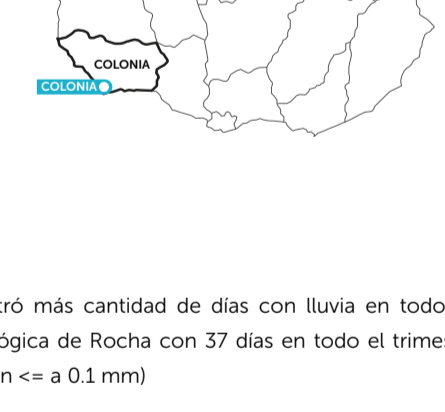 COLONIA
COLONIA
tró más cantidad de días con lluvia en todo
ógica de Rocha con 37 días en todo el trime
n <= a 0.1 mm)